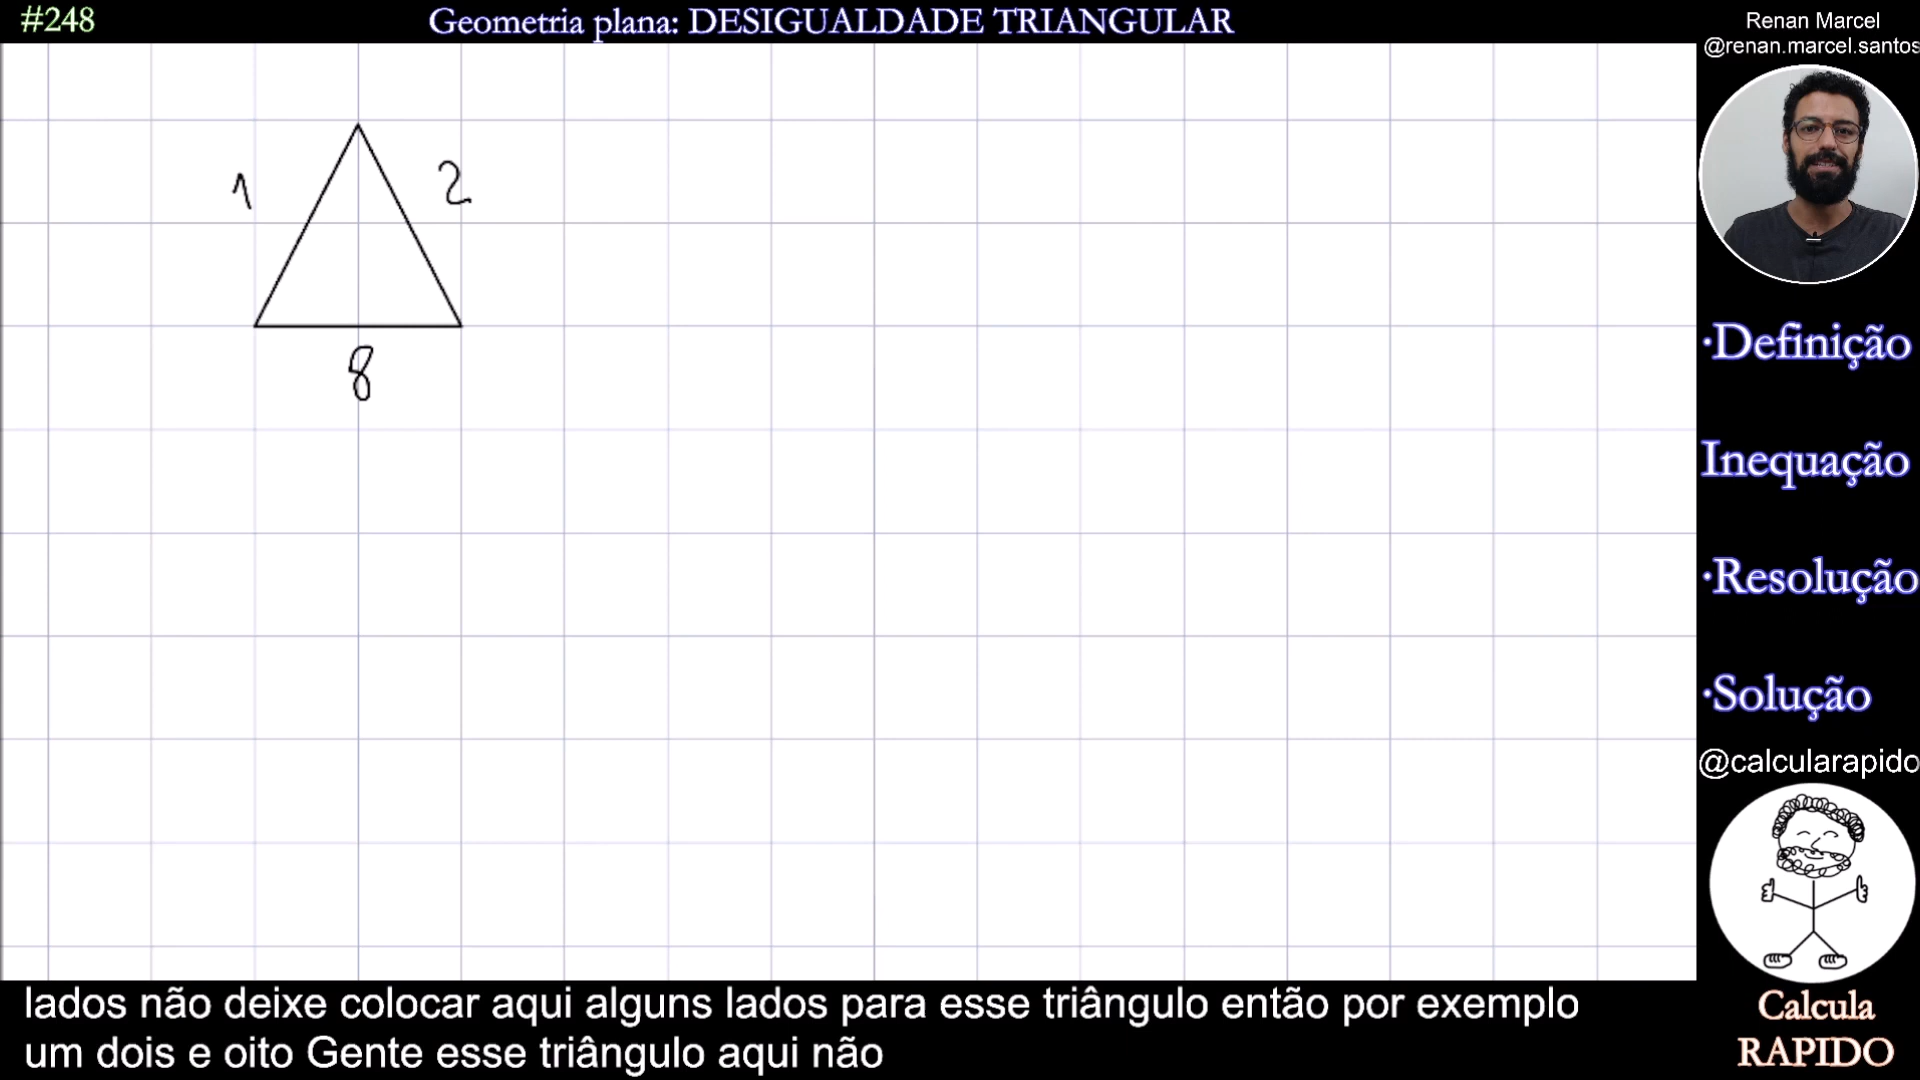 #248
Geometria plana: DESIGUALDADE TRIANGULAR
Renan Marcel
@renan.marcel.santos
1
2
8
·Definição
Inequação
·Resolução
·Solução
@calcularapido
Calcula
RAPIDO
lados não deixe colocar aqui alguns lados para esse triângulo então por exemplo
um dois e oito Gente esse triângulo aqui não